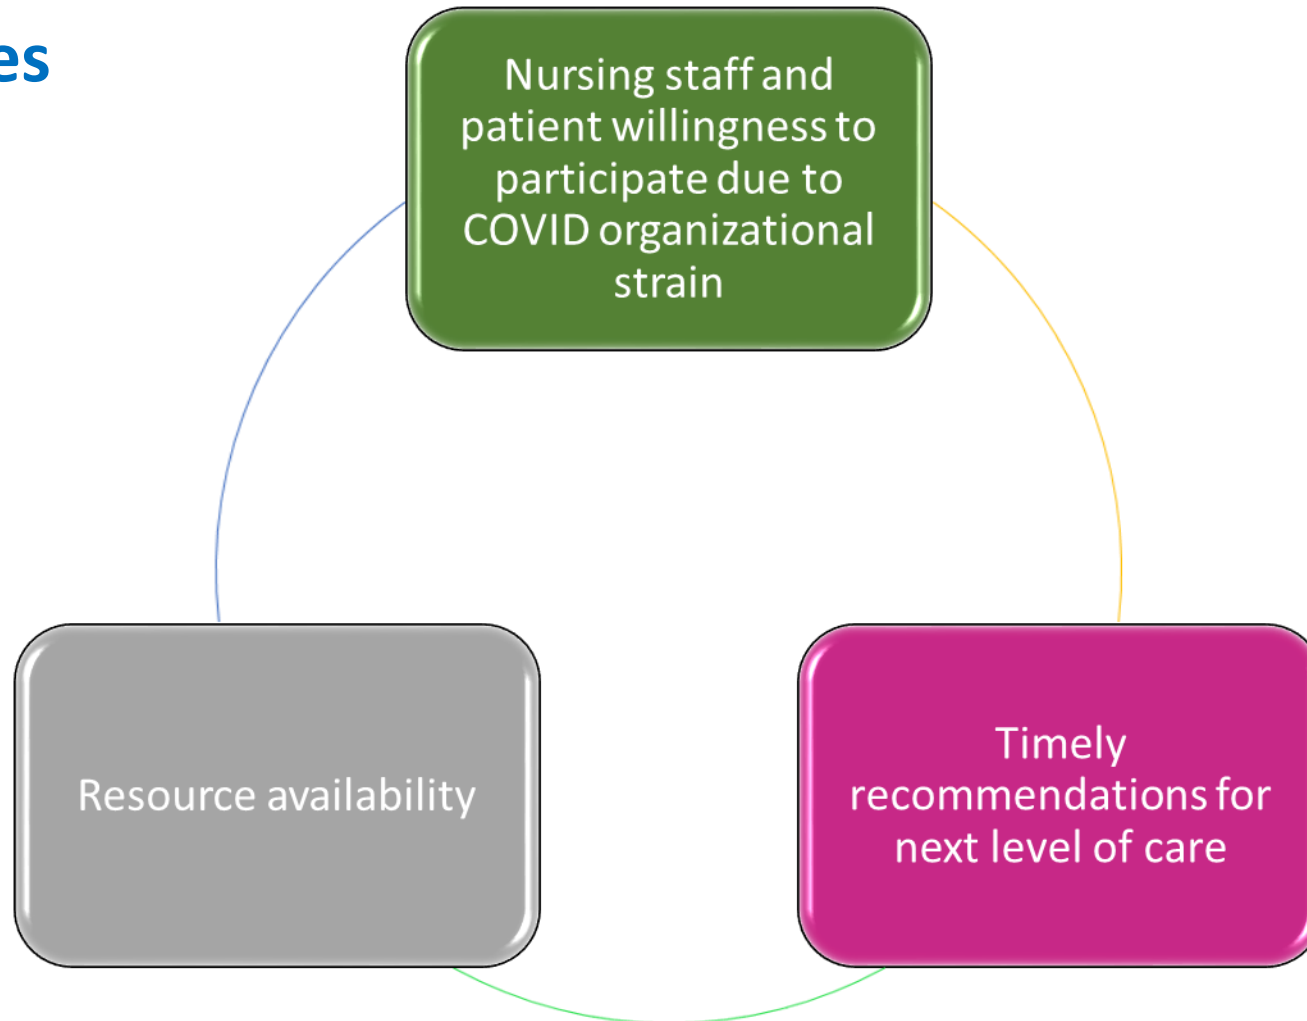 es
Nursing staff and
patient willingness to
participate due to
COVID organizational
strain
Resource availability
Timely
recommendations for
next level of care